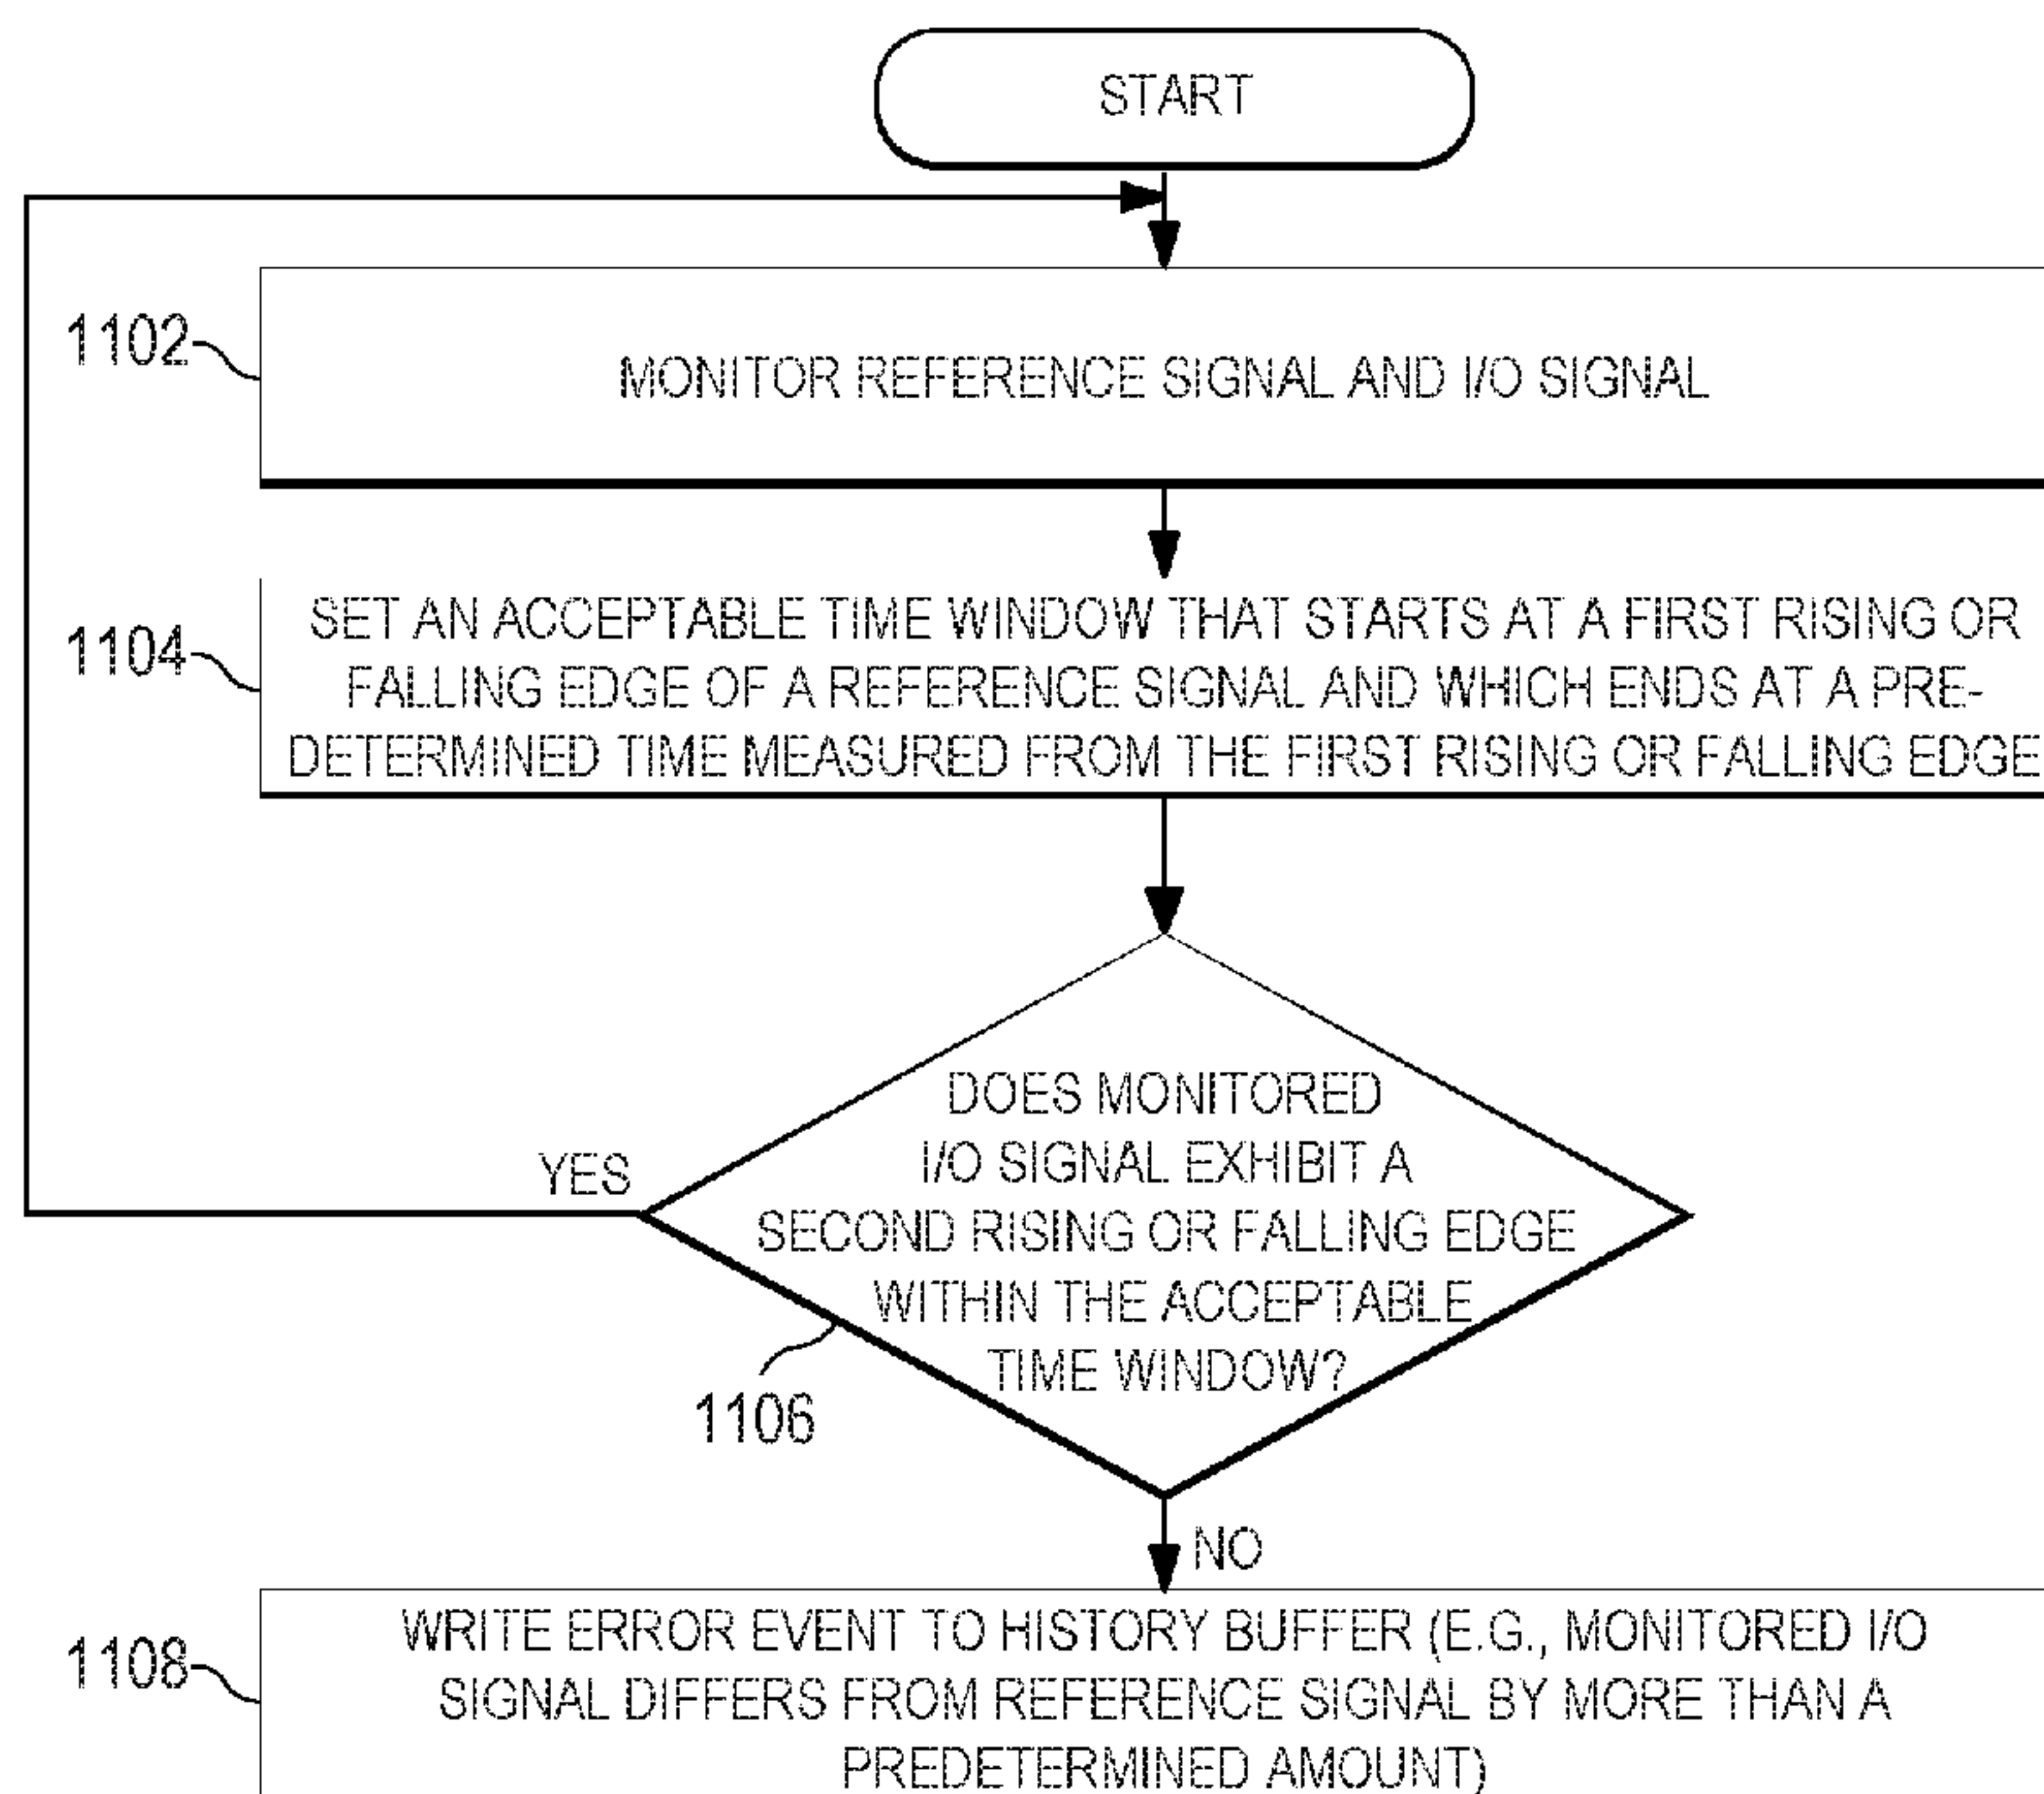 START
1102
MONITOR REFERENCE SIGNAL AND I/O SIGNAL
1104
SET AN ACCEPTABLE TIME WINDOW THAT STARTS AT A FIRST RISING OR
FALLING EDGE OF A REFERENCE SIGNAL AND WHICH ENDS AT A PRE-
DETERMINED TIME MEASURED FROM THE FIRST RISING OR FALLING EDGE
DOES MONITORED
I/O SIGNAL EXHIBIT A
SECOND RISING OR FALLING EDGE
WITHIN THE ACCEPTABLE
TIME WINDOW?
YES
1106
NO
1108
WRITE ERROR EVENT TO HISTORY BUFFER (E.G., MONITORED I/O
SIGNAL DIFFERS FROM REFERENCE SIGNAL BY MORE THAN A
PREDETERMINED AMOUNT)